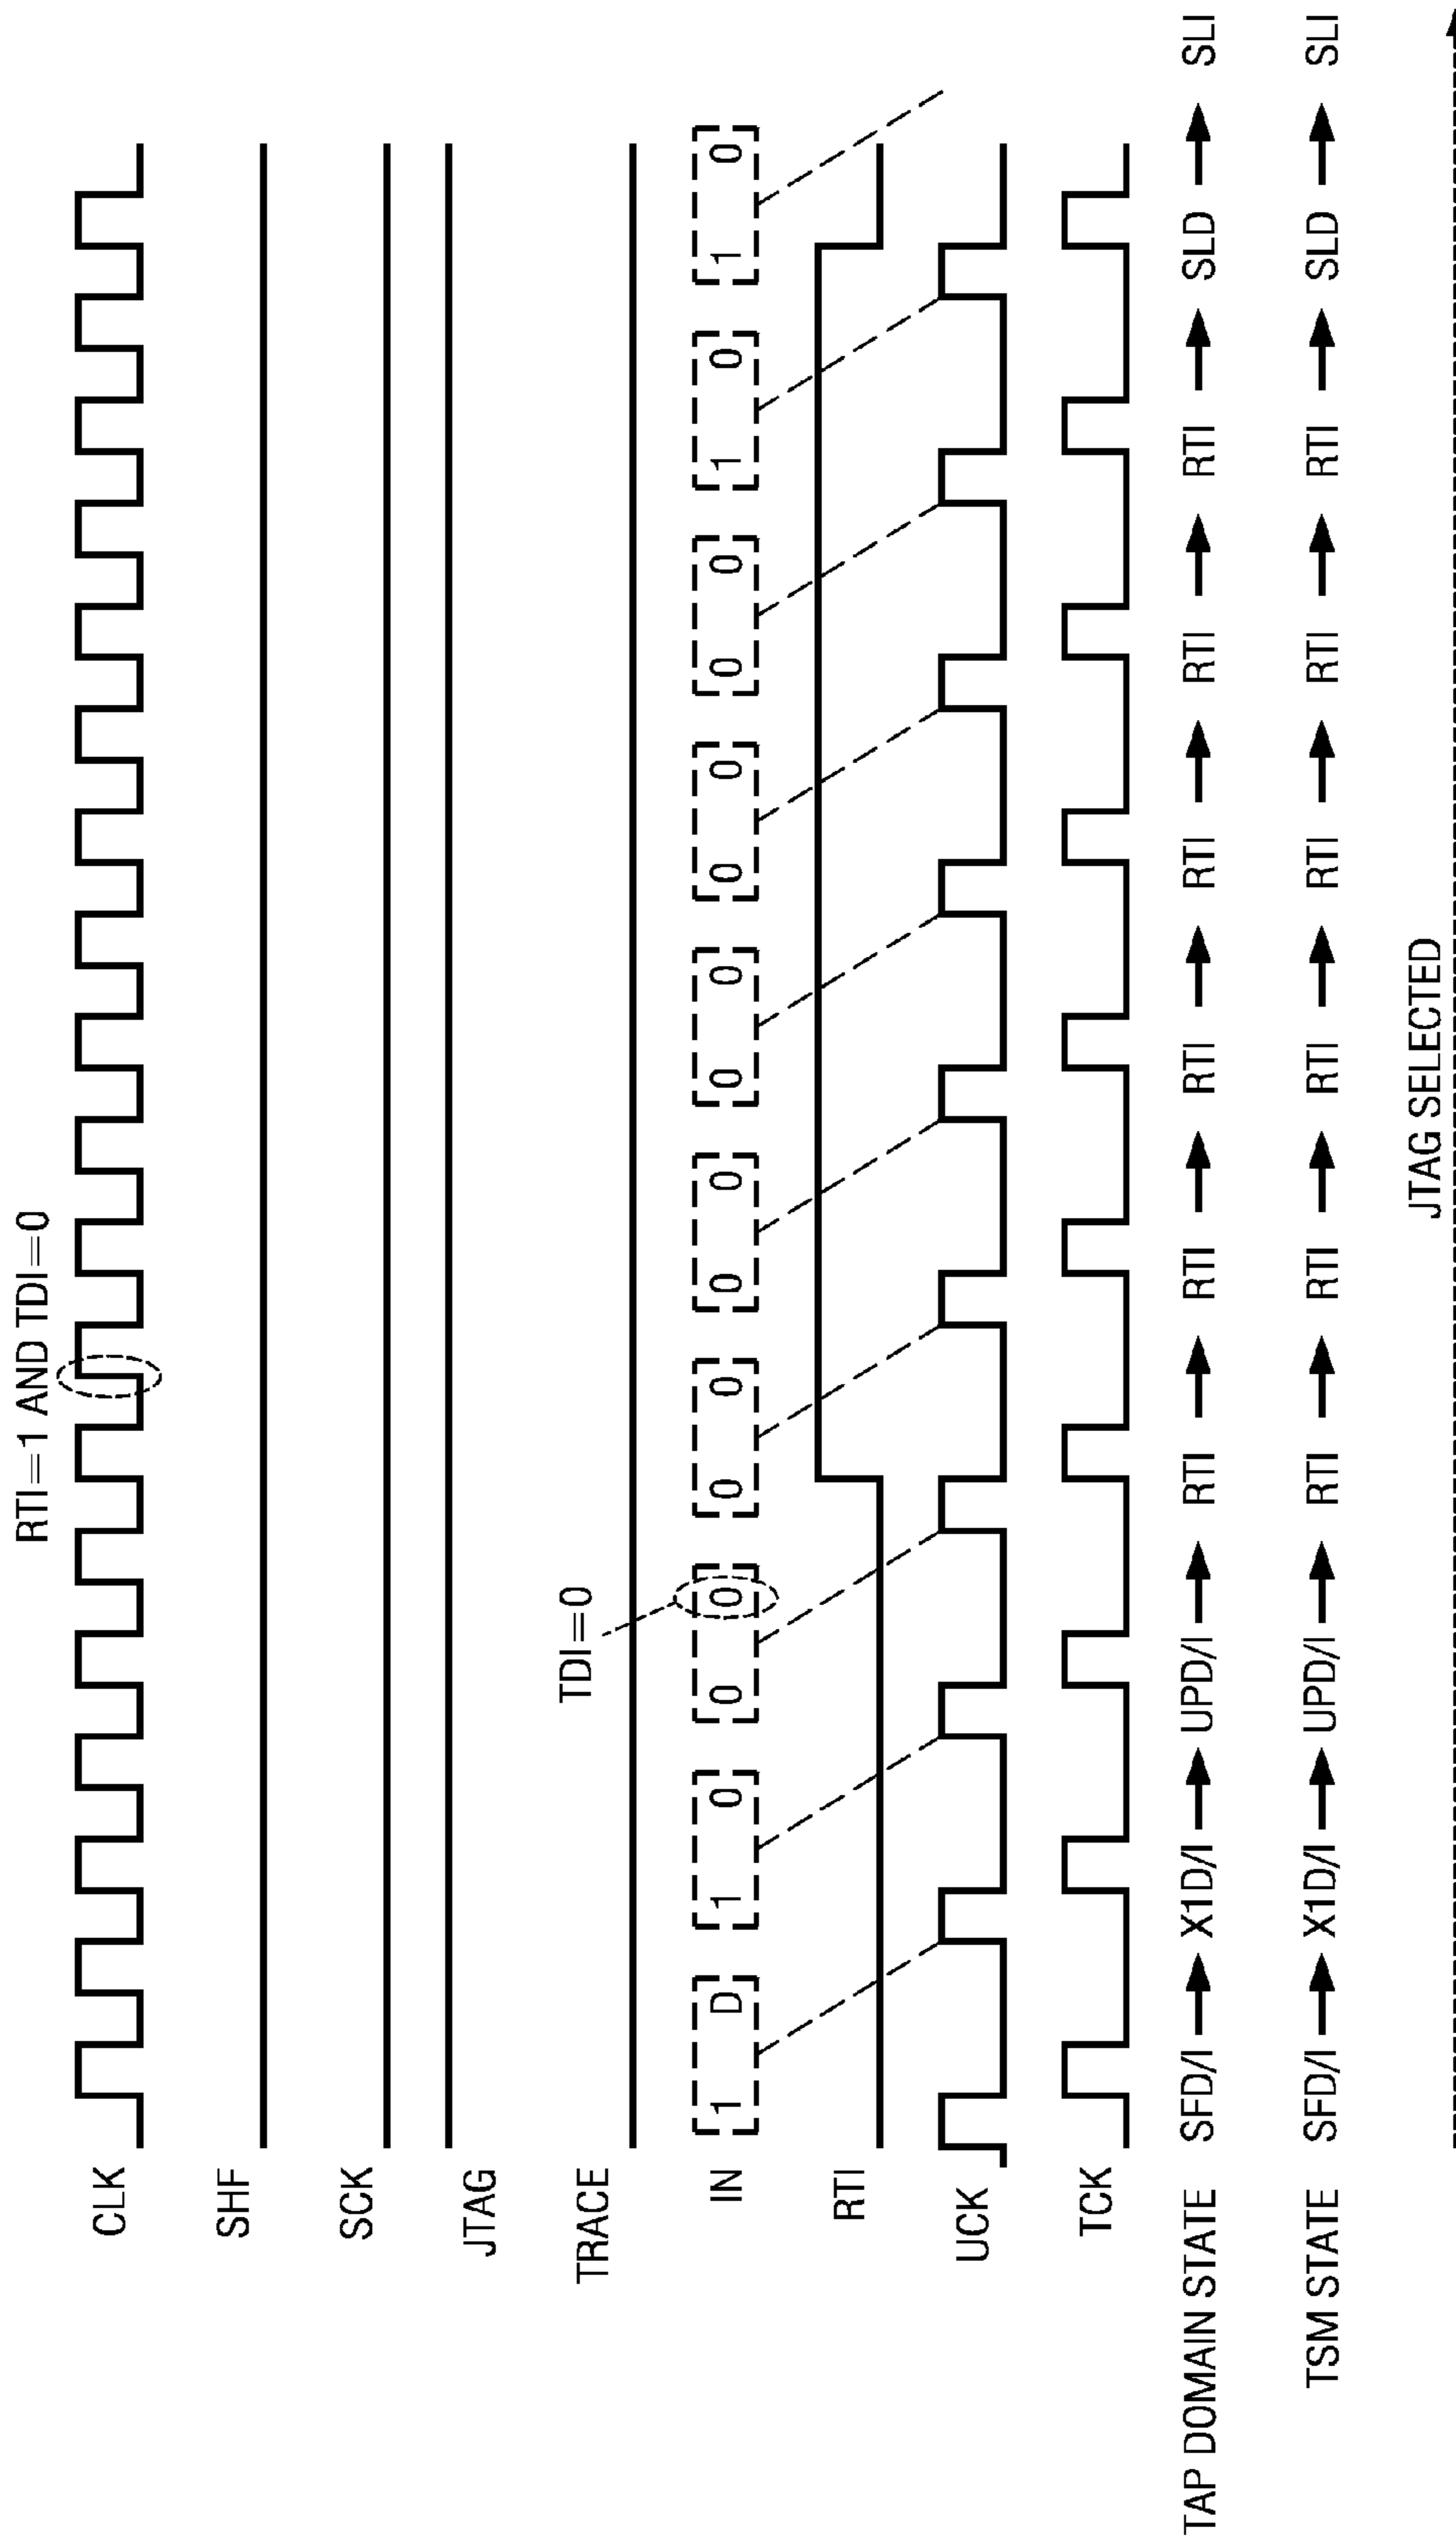 RTI=1 AND TDI=0
CLK
SHF
SCK
JTAG
TDI=0
TRACE
IN [1 D] [1 0] [0 0] [0 0] [0 0] [0 0] [0 0] [0 0] [1 0] [1 0]
RTI
UCK
TCK
TAP DOMAIN STATE SFD/I X1D/I UPD/I RTI RTI RTI RTI RTI RTI SLD SLI
TSM STATE SFD/I X1D/I UPD/I RTI RTI RTI RTI RTI RTI SLD SLI
JTAG SELECTED